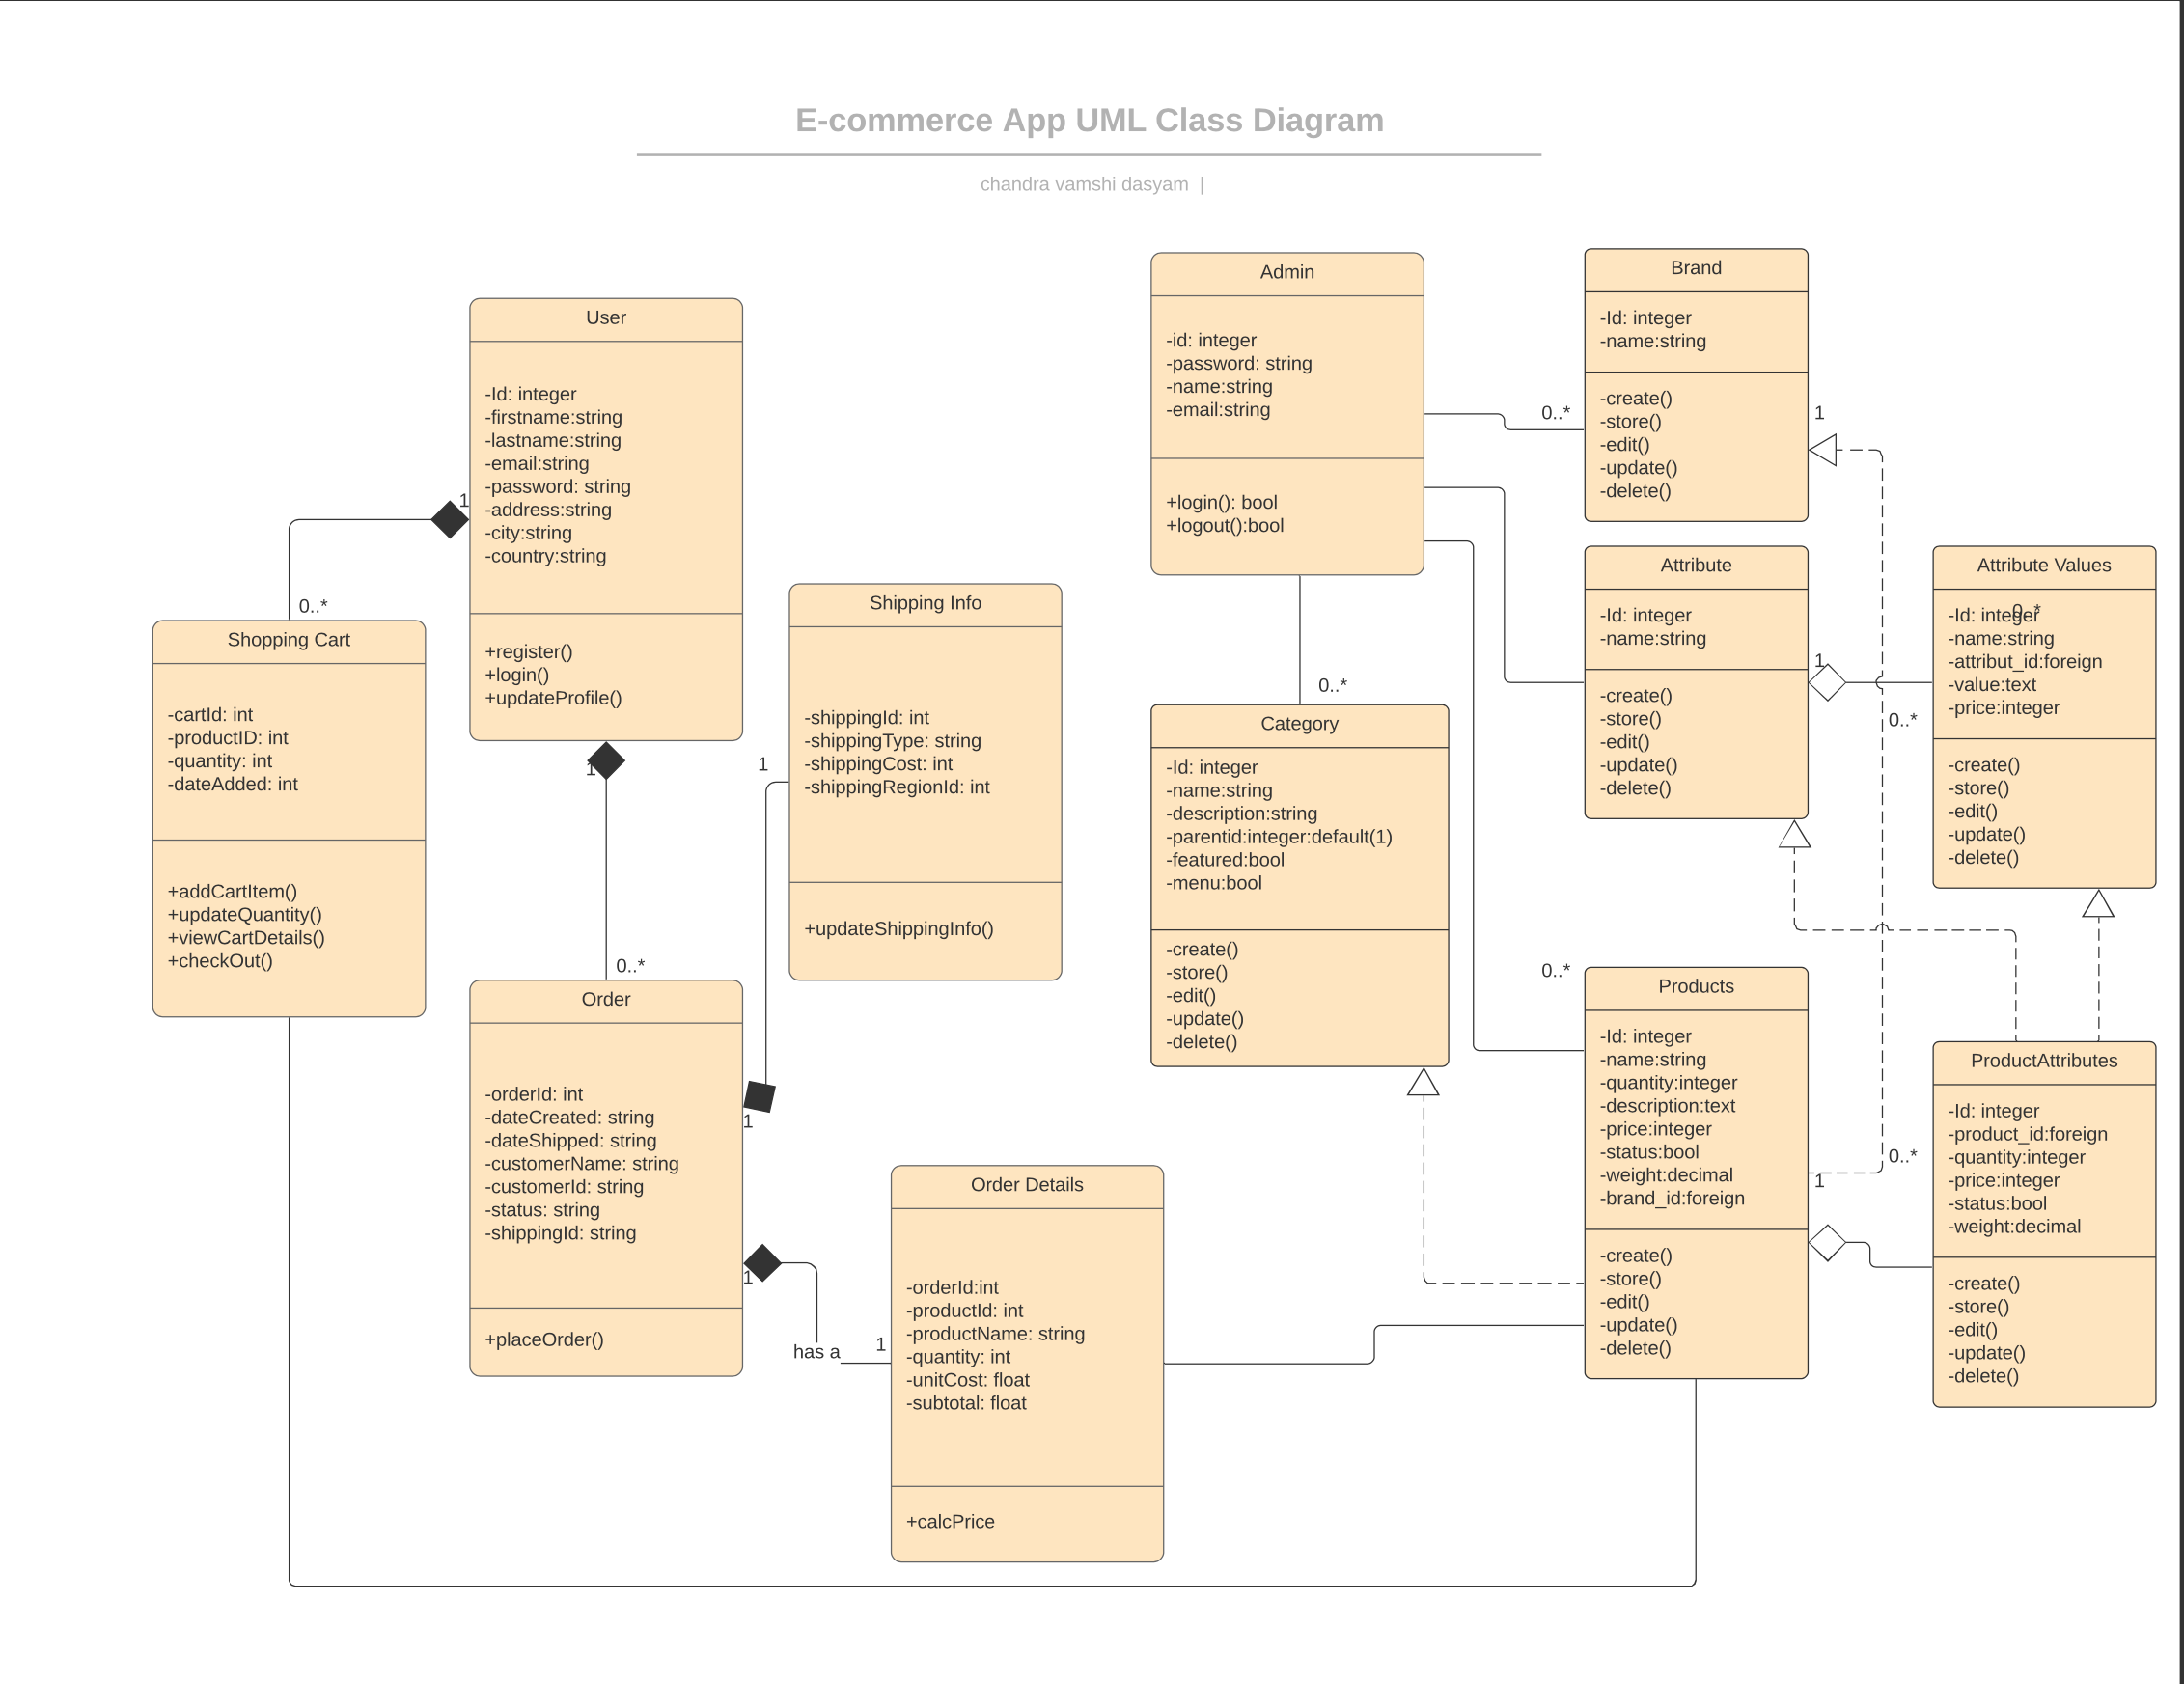 E-commerce App UML Class Diagram
chandra vamshi dasyam |
User
-Id: integer
-firstname:string
-lastname:string
-email:string
-password: string
-address:string
-city:string
-country:string
+register()
+login()
+updateProfile()
1
0..*
Shopping Cart
-cartId: int
-productID: int
-quantity: int
-dateAdded: int
+addCartItem()
+updateQuantity()
+viewCartDetails()
+checkOut()
1
0..*
Order
-orderId: int
-dateCreated: string
-dateShipped: string
-customerName: string
-customerId: string
-status: string
-shippingId: string
+placeOrder()
1
1
Shipping Info
-shippingId: int
-shippingType: string
-shippingCost: int
-shippingRegionId: int
+updateShippingInfo()
1
has a
1
Order Details
-orderId:int
-productId: int
-productName: string
-quantity: int
-unitCost: float
-subtotal: float
+calcPrice
Admin
-id: integer
-password: string
-name:string
-email:string
+login(): bool
+logout():bool
0..*
Category
-Id: integer
-name:string
-description:string
-parentid:integer:default(1)
-featured:bool
-menu:bool
-create()
-store()
-edit()
-update()
-delete()
0..*
Brand
-Id: integer
-name:string
-create()
-store()
-edit()
-update()
-delete()
1
Attribute
-Id: integer
-name:string
-create()
-store()
-edit()
-update()
-delete()
1
0..*
Attribute Values
0..*
-Id: integer
-name:string
-attribut_id:foreign
-value:text
-price:integer
-create()
-store()
-edit()
-update()
-delete()
0..*
Products
-Id: integer
-name:string
-quantity:integer
-description:text
-price:integer
-status:bool
-weight:decimal
-brand_id:foreign
-create()
-store()
-edit()
-update()
-delete()
1
0..*
ProductAttributes
-Id: integer
-product_id:foreign
-quantity:integer
-price:integer
-status:bool
-weight:decimal
-create()
-store()
-edit()
-update()
-delete()